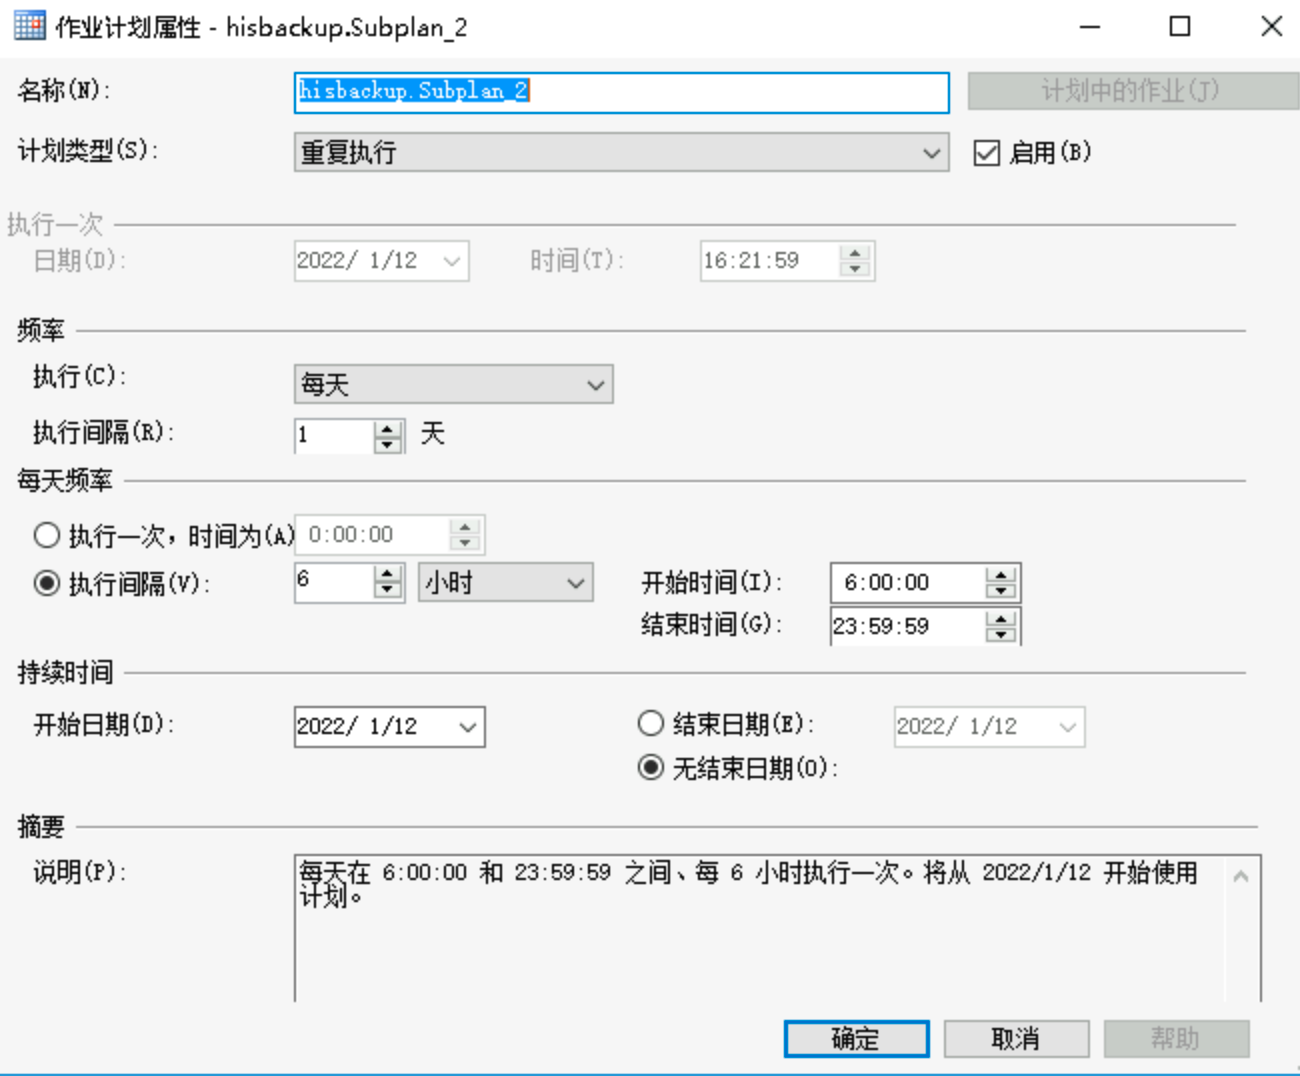 作业计划属性 - hisbackup.Subplan_2
名称(N):
hisbackup.Subplan_2
计划中的作业(J)
计划类型(S):
重复执行
启用(B)
执行一次
日期(D):
2022/ 1/12
时间(T):
16:21:59
频率
执行(C):
每天
执行间隔(R):
1
天
每天频率
执行一次，时间为(A)
0:00:00
执行间隔(V):
6
小时
开始时间(I):
6:00:00
结束时间(G):
23:59:59
持续时间
开始日期(D):
2022/ 1/12
结束日期(E):
2022/ 1/12
无结束日期(O):
摘要
说明(P):
每天在 6:00:00 和 23:59:59 之间、每 6 小时执行一次。将从 2022/1/12 开始使用
计划。
确定
取消
帮助